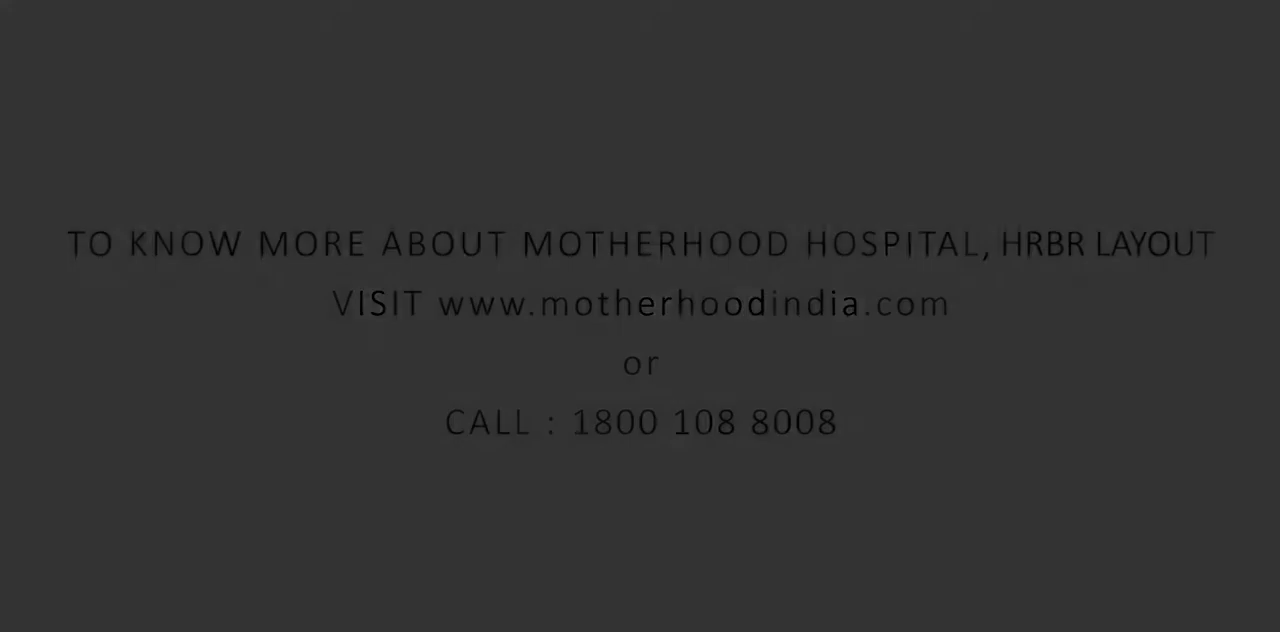 TO KNOW MORE ABOUT MOTHERHOOD HOSPITAL, HRBR LAYOUT
VISIT www.motherhoodindia.com
or
CALL : 1800 108 8008